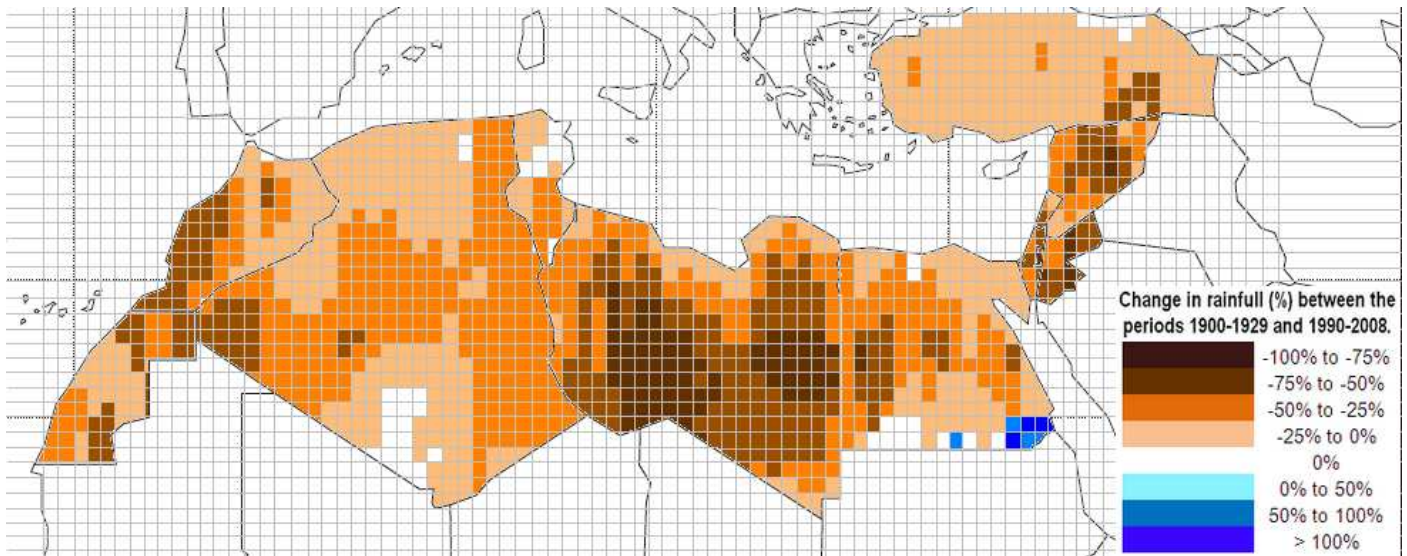 Change in rainfull (%) between the
periods 1900-1929 and 1990-2008.
-100% to -75%
-75% to -50%
-50% to -25%
-25% to 0%
0%
0% to 50%
50% to 100%
> 100%